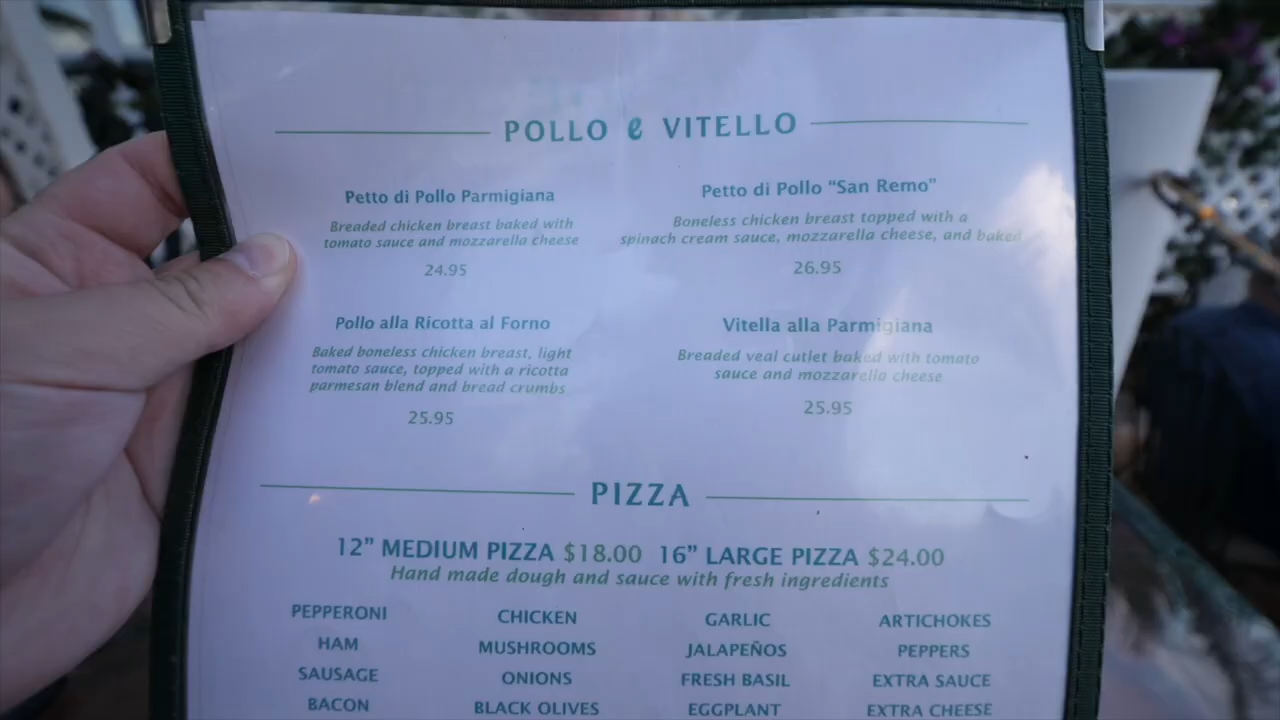 POLLO e VITELLO
Petto di Pollo Parmigiana
Breaded chicken breast baked with
tomato sauce and mozzarella cheese
24.95
Petto di Pollo “San Remo”
Boneless chicken breast topped with a
spinach cream sauce, mozzarella cheese, and baked
26.95
Pollo alla Ricotta al Forno
Baked boneless chicken breast, light
tomato sauce, topped with a ricotta
parmesan blend and bread crumbs
25.95
Vitella alla Parmigiana
Breaded veal cutlet baked with tomato
sauce and mozzarella cheese
25.95
PIZZA
12” MEDIUM PIZZA $18.00 16” LARGE PIZZA $24.00
Hand made dough and sauce with fresh ingredients
PEPPERONI CHICKEN GARLIC ARTICHOKES
HAM MUSHROOMS JALAPEÑOS PEPPERS
SAUSAGE ONIONS FRESH BASIL EXTRA SAUCE
BACON BLACK OLIVES EGGPLANT EXTRA CHEESE